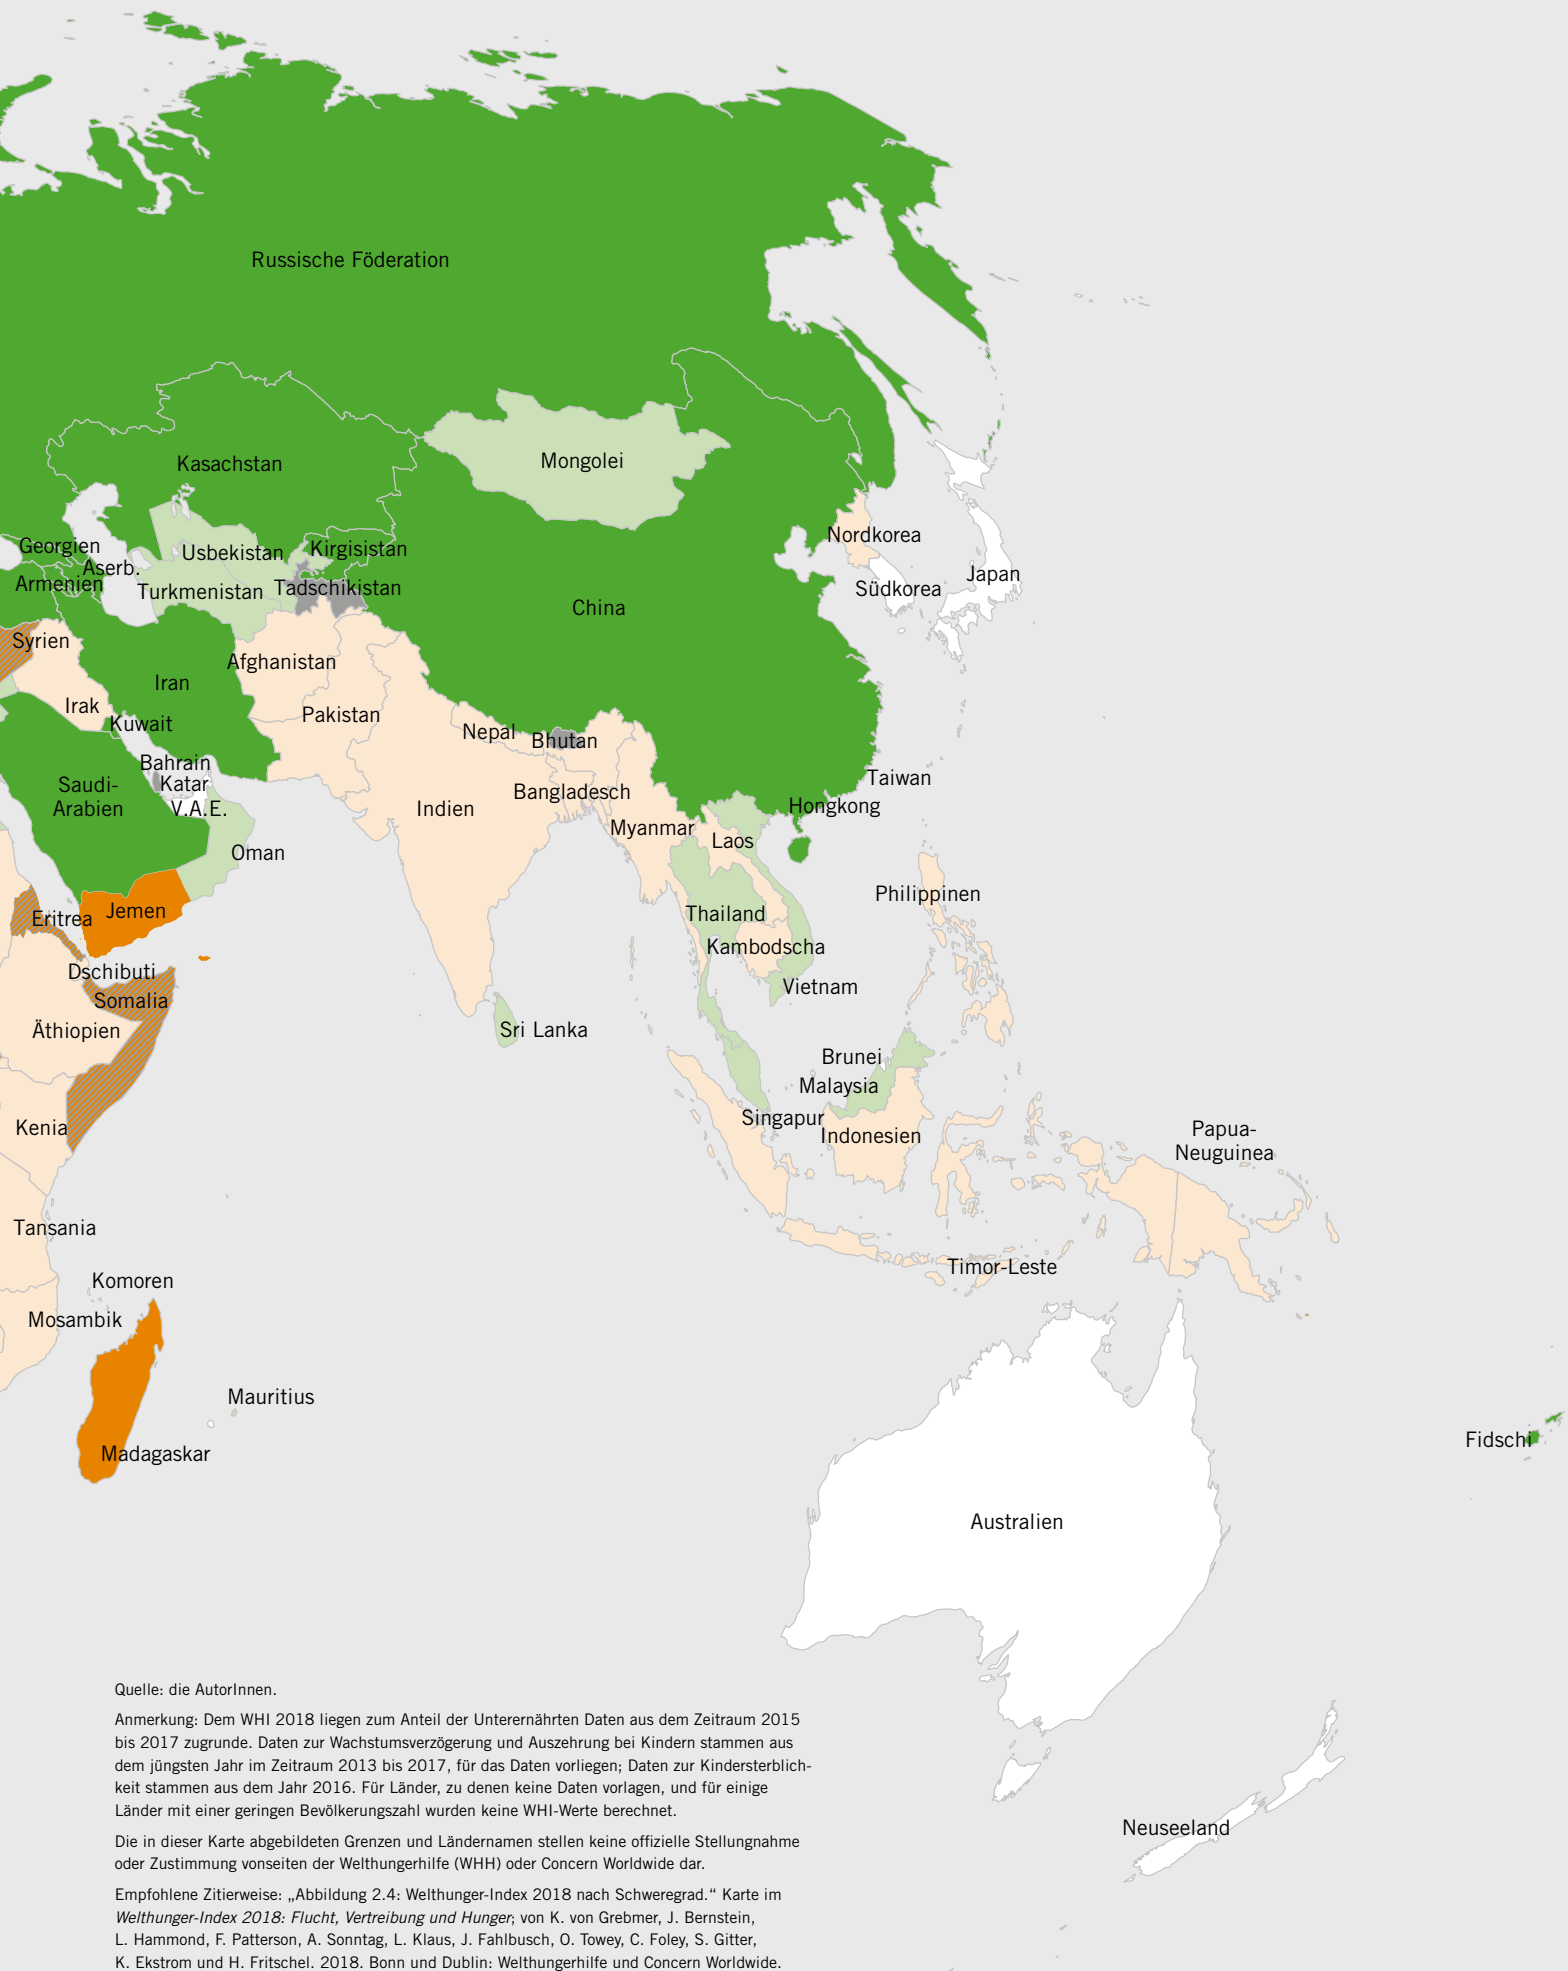 Russische Föderation
Kasachstan
Mongolei
Georgien
Aserb.
Armenien
Usbekistan
Kirgisistan
Turkmenistan
Tadschikistan
China
Nordkorea
Südkorea
Japan
Syrien
Afghanistan
Iran
Irak
Kuwait
Pakistan
Nepal
Bhutan
Bahrain
Katar
Saudi-
Arabien
V.A.E.
Indien
Bangladesch
Taiwan
Hongkong
Myanmar
Laos
Oman
Philippinen
Eritrea
Jemen
Thailand
Kambodscha
Dschibuti
Somalia
Vietnam
Äthiopien
Sri Lanka
Brunei
Malaysia
Singapur
Indonesien
Kenia
Papua-
Neuguinea
Tansania
Timor-Leste
Komoren
Mosambik
Mauritius
Madagaskar
Fidschi
Australien
Neuseeland
Quelle: die AutorInnen.
Anmerkung: Dem WHI 2018 liegen zum Anteil der Unterernährten Daten aus dem Zeitraum 2015
bis 2017 zugrunde. Daten zur Wachstumsverzögerung und Auszehrung bei Kindern stammen aus
dem jüngsten Jahr im Zeitraum 2013 bis 2017, für das Daten vorliegen; Daten zur Kindersterblich-
keit stammen aus dem Jahr 2016. Für Länder, zu denen keine Daten vorlagen, und für einige
Länder mit einer geringen Bevölkerungszahl wurden keine WHI-Werte berechnet.
Die in dieser Karte abgebildeten Grenzen und Ländernamen stellen keine offizielle Stellungnahme
oder Zustimmung vonseiten der Welthungerhilfe (WHH) oder Concern Worldwide dar.
Empfohlene Zitierweise: „Abbildung 2.4: Welthunger-Index 2018 nach Schweregrad.“ Karte im
Welthunger-Index 2018: Flucht, Vertreibung und Hunger; von K. von Grebmer, J. Bernstein,
L. Hammond, F. Patterson, A. Sonntag, L. Klaus, J. Fahlbusch, O. Towey, C. Foley, S. Gitter,
K. Ekstrom und H. Fritschel. 2018. Bonn und Dublin: Welthungerhilfe und Concern Worldwide.